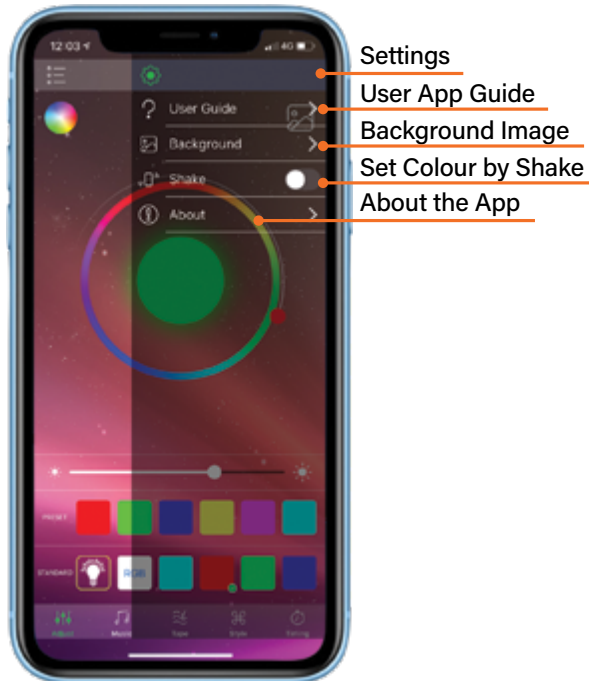 12:03
4G
Settings
User Guide
User App Guide
Background
Background Image
Shake
Set Colour by Shake
About
About the App
PRESET
STANDARD
RGB
Adjust
Music
Tape
Style
Timing